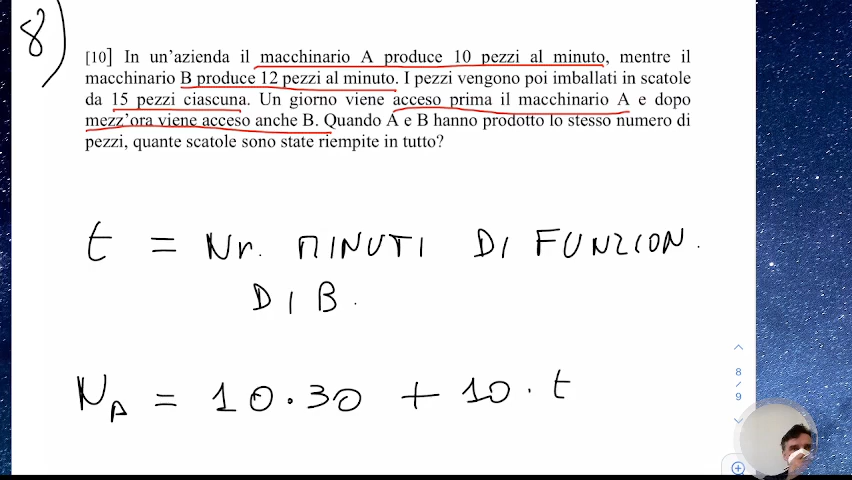 8)
[10] In un'azienda il macchinario A produce 10 pezzi al minuto, mentre il
macchinario B produce 12 pezzi al minuto. I pezzi vengono poi imballati in scatole
da 15 pezzi ciascuna. Un giorno viene acceso prima il macchinario A e dopo
mezz'ora viene acceso anche B. Quando A e B hanno prodotto lo stesso numero di
pezzi, quante scatole sono state riempite in tutto?
t = Nr. MINUTI DI FUNZION.
DI B.
N_A = 10·30 + 10·t
8
/
9